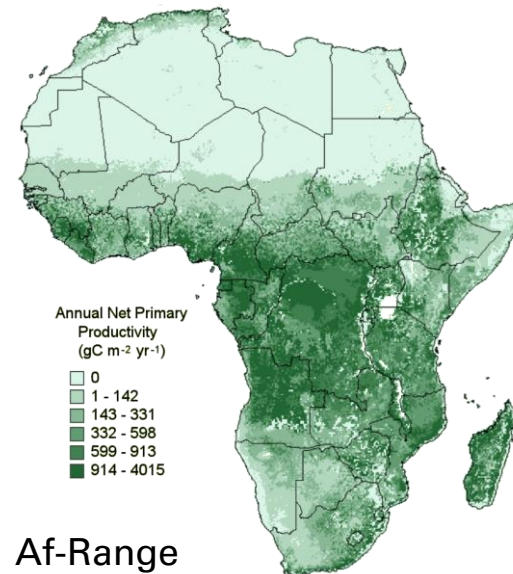 Annual Net Primary
Productivity
(gC m-2 yr-1)
0
1 - 142
143 - 331
332 - 598
599 - 913
914 - 4015
Af-Range